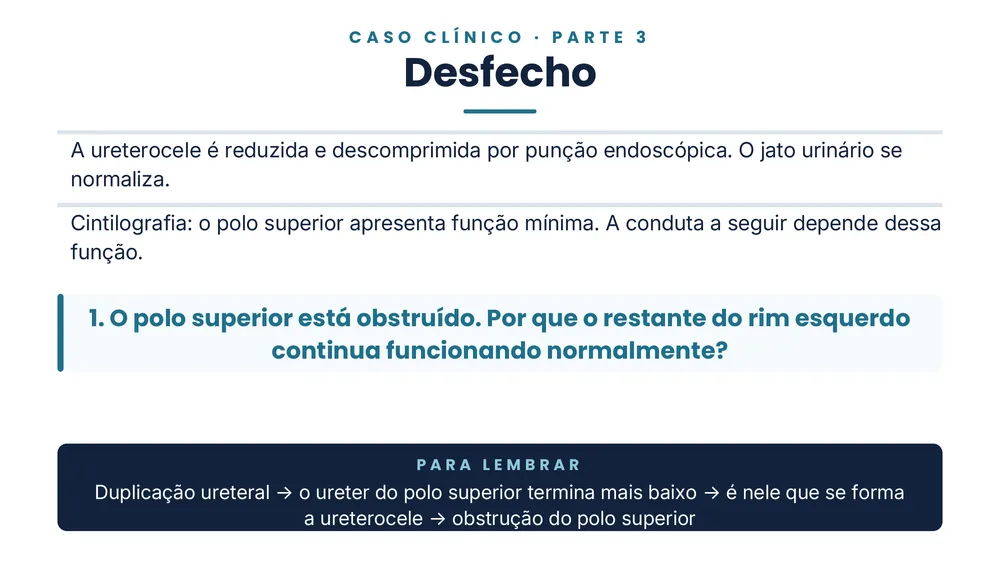 CASO CLÍNICO · PARTE 3
Desfecho
A ureterocele é reduzida e descomprimida por punção endoscópica. O jato urinário se
normaliza.
Cintilografia: o polo superior apresenta função mínima. A conduta a seguir depende dessa
função.
1. O polo superior está obstruído. Por que o restante do rim esquerdo
continua funcionando normalmente?
PARA LEMBRAR
Duplicação ureteral → o ureter do polo superior termina mais baixo → é nele que se forma
a ureterocele → obstrução do polo superior